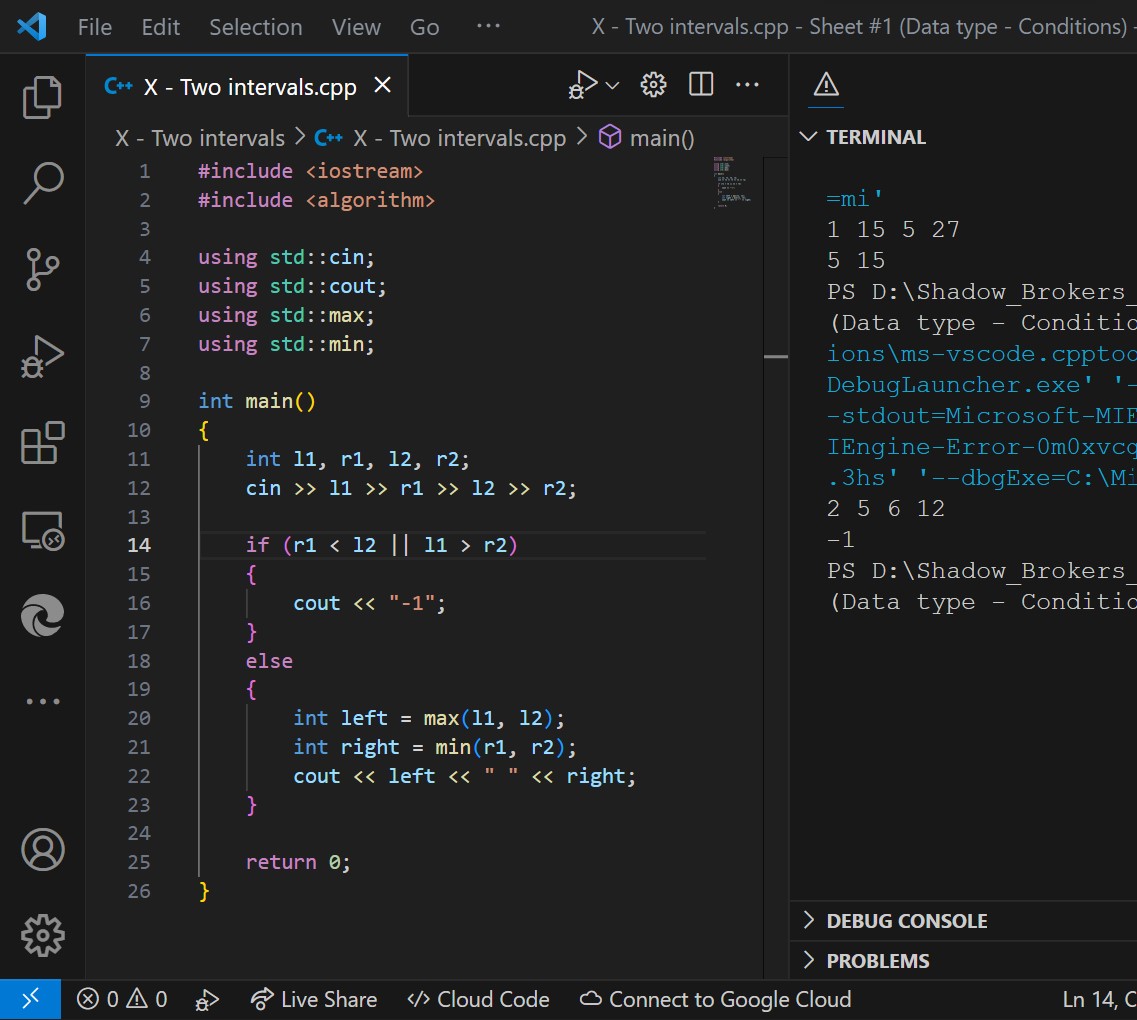 File Edit Selection View Go ··· X - Two intervals.cpp - Sheet #1 (Data type - Conditions) -
C++ X - Two intervals.cpp
X - Two intervals > C++ X - Two intervals.cpp > main()
1 #include <iostream>
2 #include <algorithm>
3
4 using std::cin;
5 using std::cout;
6 using std::max;
7 using std::min;
8
9 int main()
10 {
11 int l1, r1, l2, r2;
12 cin >> l1 >> r1 >> l2 >> r2;
13
14 if (r1 < l2 || l1 > r2)
15 {
16 cout << "-1";
17 }
18 else
19 {
20 int left = max(l1, l2);
21 int right = min(r1, r2);
22 cout << left << " " << right;
23 }
24
25 return 0;
26 }
TERMINAL
=mi'
1 15 5 27
5 15
PS D:\Shadow_Brokers_
(Data type - Conditio
ions\ms-vscode.cpptoo
DebugLauncher.exe' '-
-stdout=Microsoft-MIE
IEngine-Error-0m0xvcq
.3hs' '--dbgExe=C:\Mi
2 5 6 12
-1
PS D:\Shadow_Brokers_
(Data type - Conditio
DEBUG CONSOLE
PROBLEMS
0 0 Live Share Cloud Code Connect to Google Cloud Ln 14, C